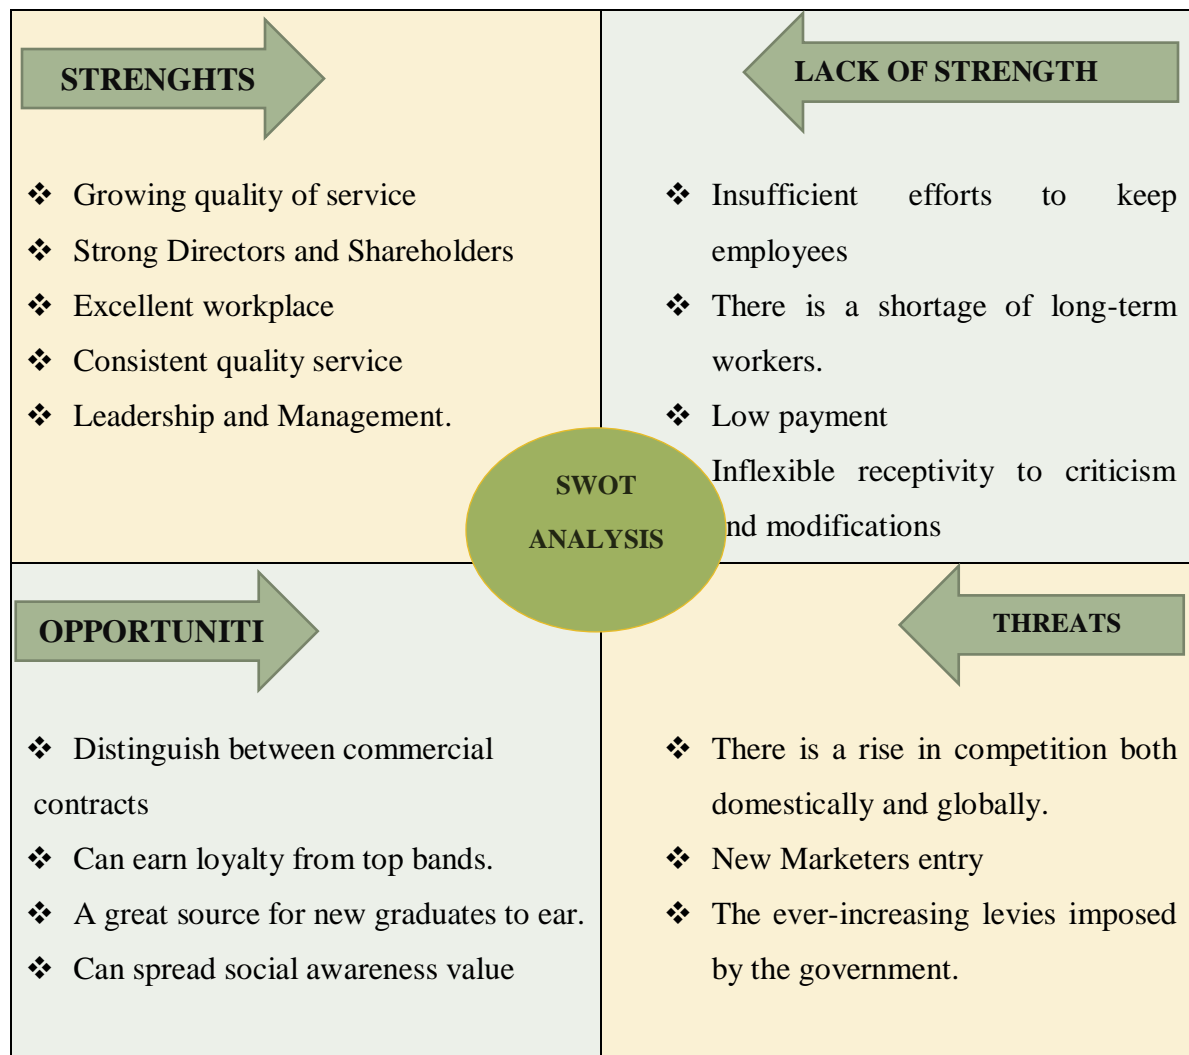 STRENGHTS
❖ Growing quality of service
❖ Strong Directors and Shareholders
❖ Excellent workplace
❖ Consistent quality service
❖ Leadership and Management.
LACK OF STRENGTH
❖ Insufficient efforts to keep
employees
❖ There is a shortage of long-term
workers.
❖ Low payment
Inflexible receptivity to criticism
nd modifications
SWOT
ANALYSIS
OPPORTUNITI
❖ Distinguish between commercial
contracts
❖ Can earn loyalty from top bands.
❖ A great source for new graduates to ear.
❖ Can spread social awareness value
THREATS
❖ There is a rise in competition both
domestically and globally.
❖ New Marketers entry
❖ The ever-increasing levies imposed
by the government.